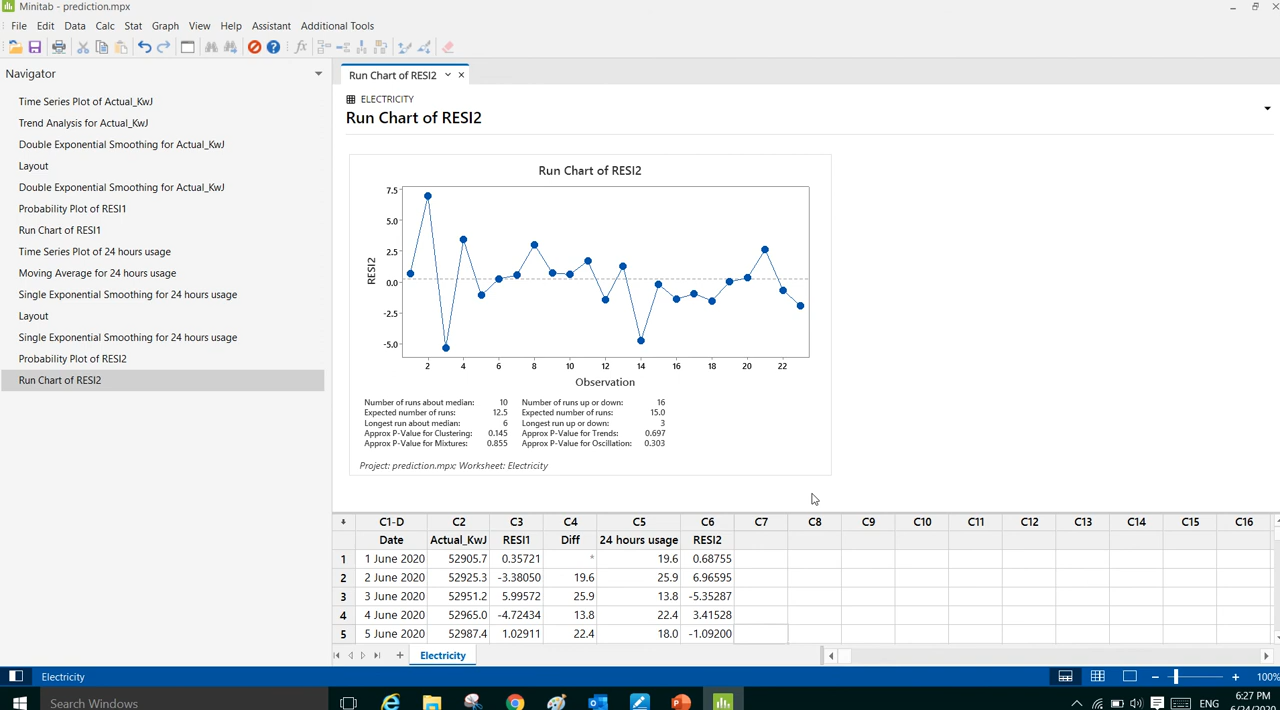 Minitab - prediction.mpx
File Edit Data Calc Stat Graph View Help Assistant Additional Tools
Navigator
Time Series Plot of Actual_KwJ
Trend Analysis for Actual_KwJ
Double Exponential Smoothing for Actual_KwJ
Layout
Double Exponential Smoothing for Actual_KwJ
Probability Plot of RESI1
Run Chart of RESI1
Time Series Plot of 24 hours usage
Moving Average for 24 hours usage
Single Exponential Smoothing for 24 hours usage
Layout
Single Exponential Smoothing for 24 hours usage
Probability Plot of RESI2
Run Chart of RESI2
Run Chart of RESI2
ELECTRICITY
Run Chart of RESI2
Run Chart of RESI2
7.5
5.0
2.5
0.0
-2.5
-5.0
RESI2
2 4 6 8 10 12 14 16 18 20 22
Observation
Number of runs about median: 10 Number of runs up or down: 16
Expected number of runs: 12.5 Expected number of runs: 15.0
Longest run about median: 6 Longest run up or down: 3
Approx P-Value for Clustering: 0.145 Approx P-Value for Trends: 0.697
Approx P-Value for Mixtures: 0.855 Approx P-Value for Oscillation: 0.303
Project: prediction.mpx; Worksheet: Electricity
C1-D C2 C3 C4 C5 C6 C7 C8 C9 C10 C11 C12 C13 C14 C15 C16
Date Actual_KwJ RESI1 Diff 24 hours usage RESI2
1 1 June 2020 52905.7 0.35721 * 19.6 0.68755
2 2 June 2020 52925.3 -3.38050 19.6 25.9 6.96595
3 3 June 2020 52951.2 5.99572 25.9 13.8 -5.35287
4 4 June 2020 52965.0 -4.72434 13.8 22.4 3.41528
5 5 June 2020 52987.4 1.02911 22.4 18.0 -1.09200
Electricity
Electricity
100%
Search Windows
ENG
6:27 PM
6/24/2020